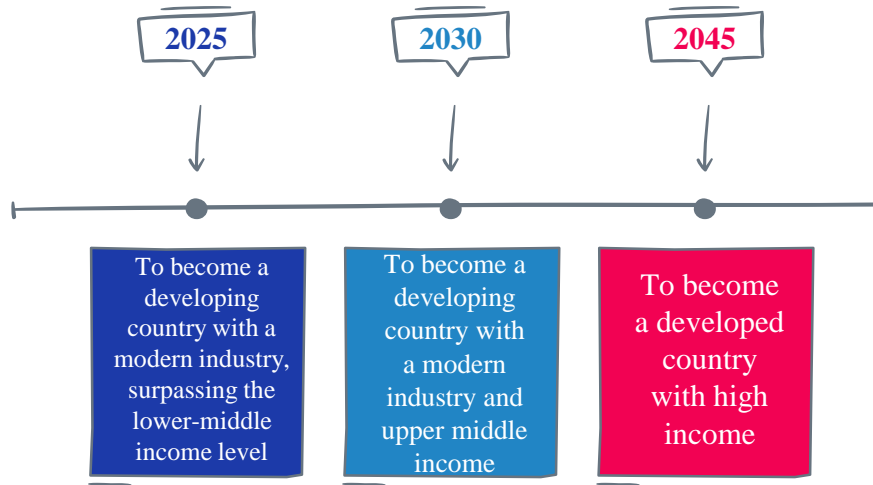 2025
2030
2045
To become a
developing
country with a
modern industry,
surpassing the
lower-middle
income level
To become a
developing
country with
a modern
industry and
upper middle
income
To become
a developed
country
with high
income